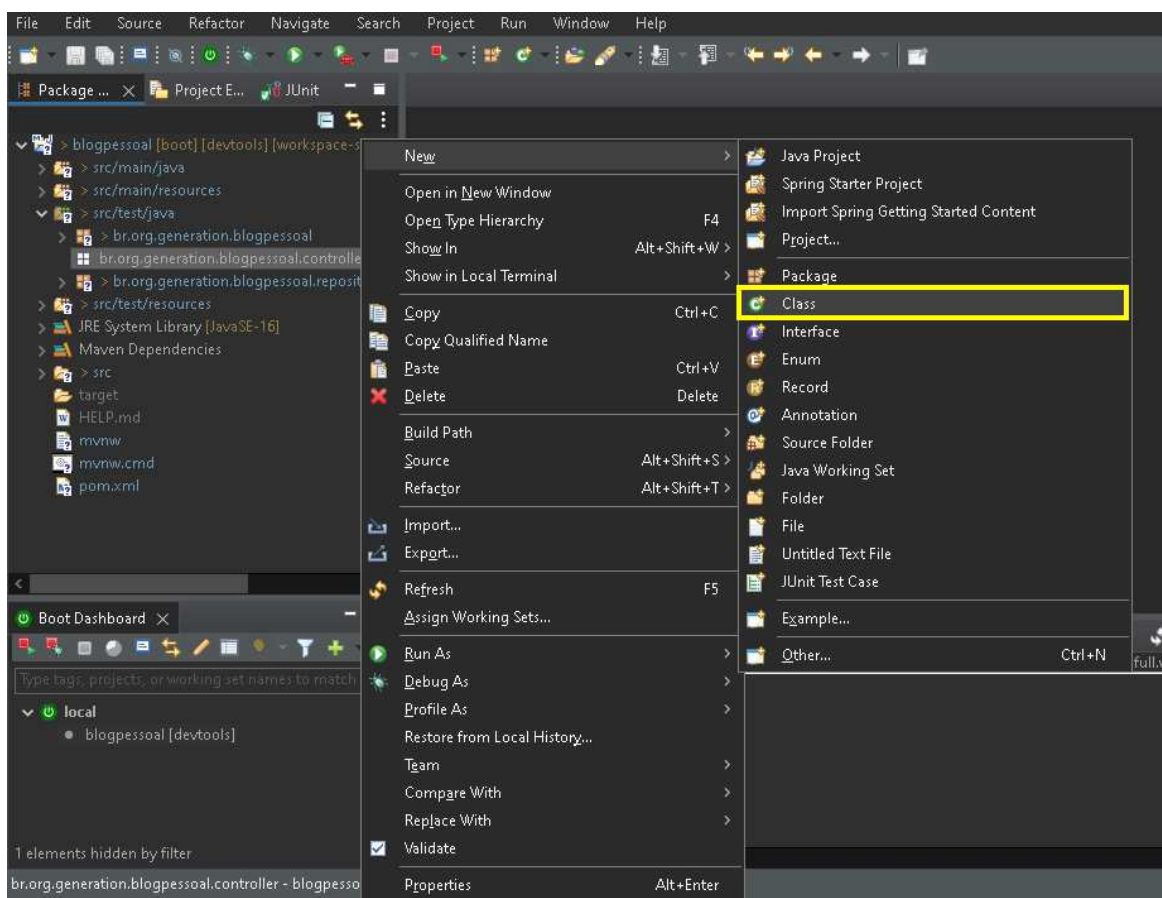 File Edit Source Refactor Navigate Search Project Run Window Help
Package ... Project E... JUnit
> blogpessoal [boot] [devtools] [workspace-s
> src/main/java
> src/main/resources
> src/test/java
> br.org.generation.blogpessoal
br.org.generation.blogpessoal.controlle
> br.org.generation.blogpessoal.reposit
> src/test/resources
JRE System Library [JavaSE-16]
Maven Dependencies
> src
target
HELP.md
mvnw
mvnw.cmd
pom.xml
New >
Open in New Window
Open Type Hierarchy F4
Show In Alt+Shift+W >
Show in Local Terminal >
Copy Ctrl+C
Copy Qualified Name
Paste Ctrl+V
Delete Delete
Build Path >
Source Alt+Shift+S >
Refactor Alt+Shift+T >
Import...
Export...
Refresh F5
Assign Working Sets...
Run As >
Debug As >
Profile As >
Restore from Local History...
Team >
Compare With >
Replace With >
Validate
Properties Alt+Enter
Java Project
Spring Starter Project
Import Spring Getting Started Content
Project...
Package
Class
Interface
Enum
Record
Annotation
Source Folder
Java Working Set
Folder
File
Untitled Text File
JUnit Test Case
Example...
Other... Ctrl+N
full.v
Boot Dashboard
Type tags, projects, or working set names to match
local
blogpessoal [devtools]
1 elements hidden by filter
br.org.generation.blogpessoal.controller - blogpesso